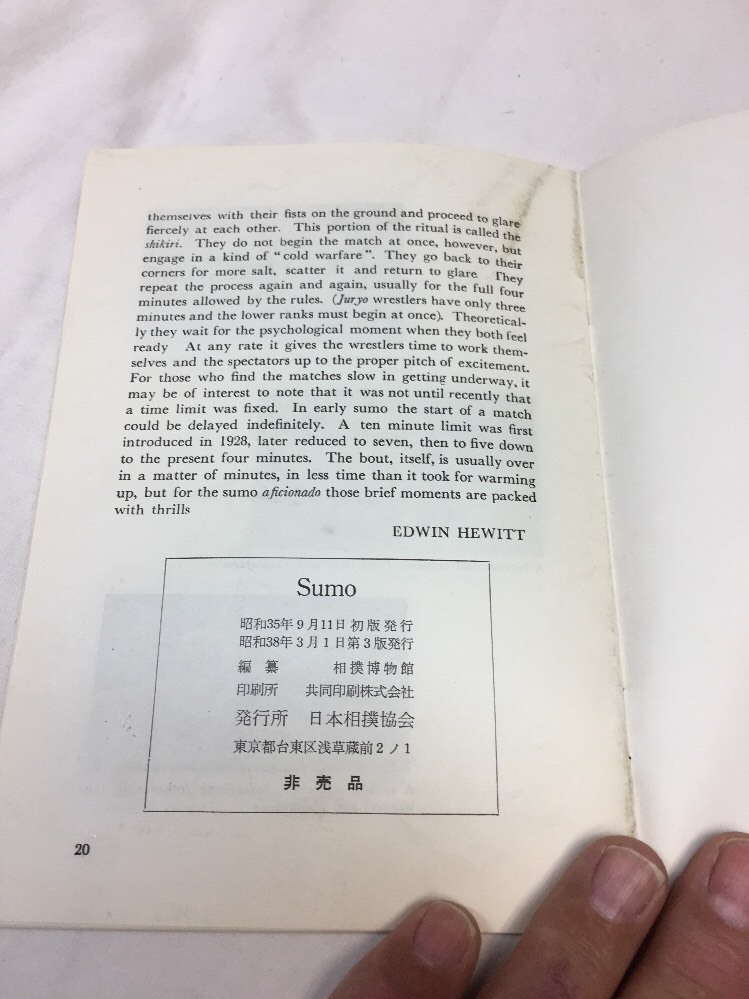 themselves with their fists on the ground and proceed to glare
fiercely at each other. This portion of the ritual is called the
shikiri. They do not begin the match at once, however, but
engage in a kind of "cold warfare". They go back to their
corners for more salt, scatter it and return to glare. They
repeat the process again and again, usually for the full four
minutes allowed by the rules. (Juryo wrestlers have only three
minutes and the lower ranks must begin at once). Theoretical-
ly they wait for the psychological moment when they both feel
ready At any rate it gives the wrestlers time to work them-
selves and the spectators up to the proper pitch of excitement.
For those who find the matches slow in getting underway, it
may be of interest to note that it was not until recently that
a time limit was fixed. In early sumo the start of a match
could be delayed indefinitely. A ten minute limit was first
introduced in 1928, later reduced to seven, then to five down
to the present four minutes. The bout, itself, is usually over
in a matter of minutes, in less time than it took for warming
up, but for the sumo aficionado those brief moments are packed
with thrills
EDWIN HEWITT
Sumo
昭和35年9月11日初版発行
昭和38年3月1日第3版発行
編纂 相撲博物館
印刷所 共同印刷株式会社
発行所 日本相撲協会
東京都台東区浅草蔵前2ノ1
非売品
20